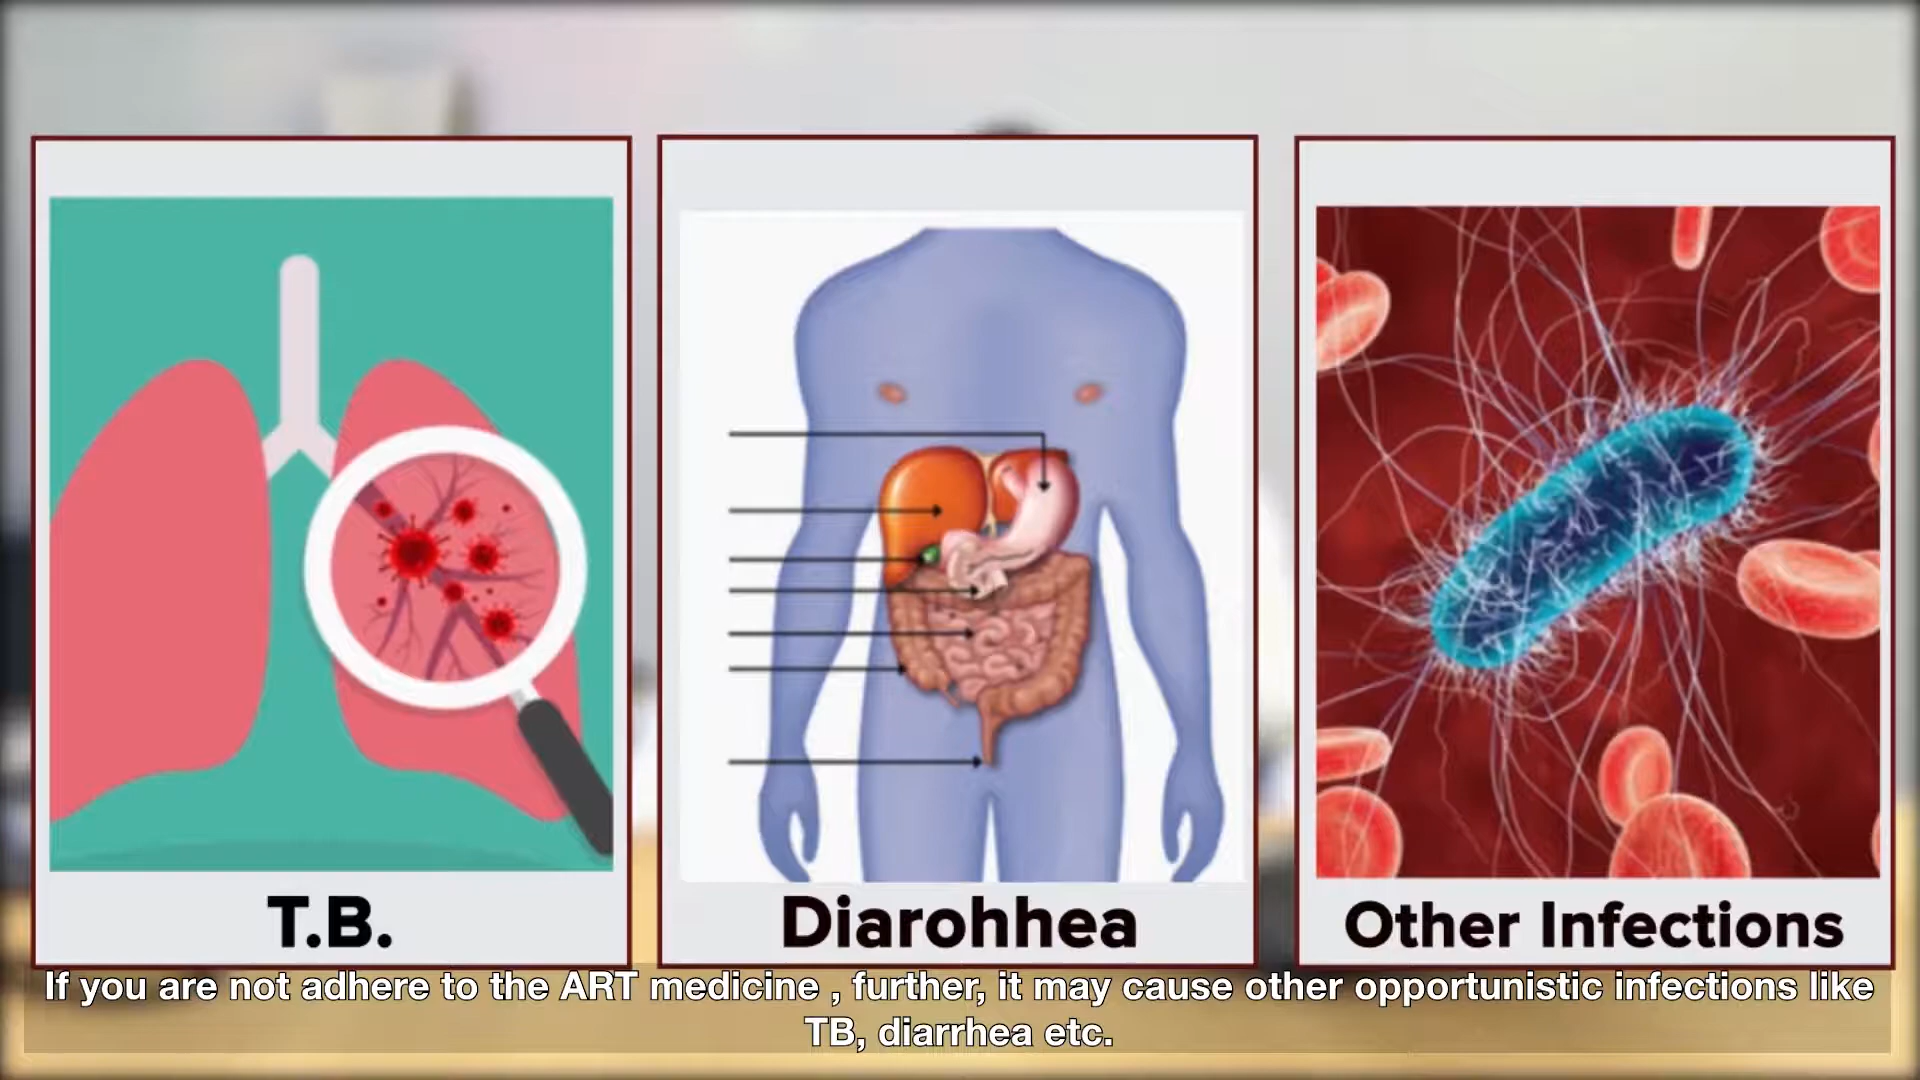 T.B.
Diarohhea
Other Infections
If you are not adhere to the ART medicine , further, it may cause other opportunistic infections like
TB, diarrhea etc.